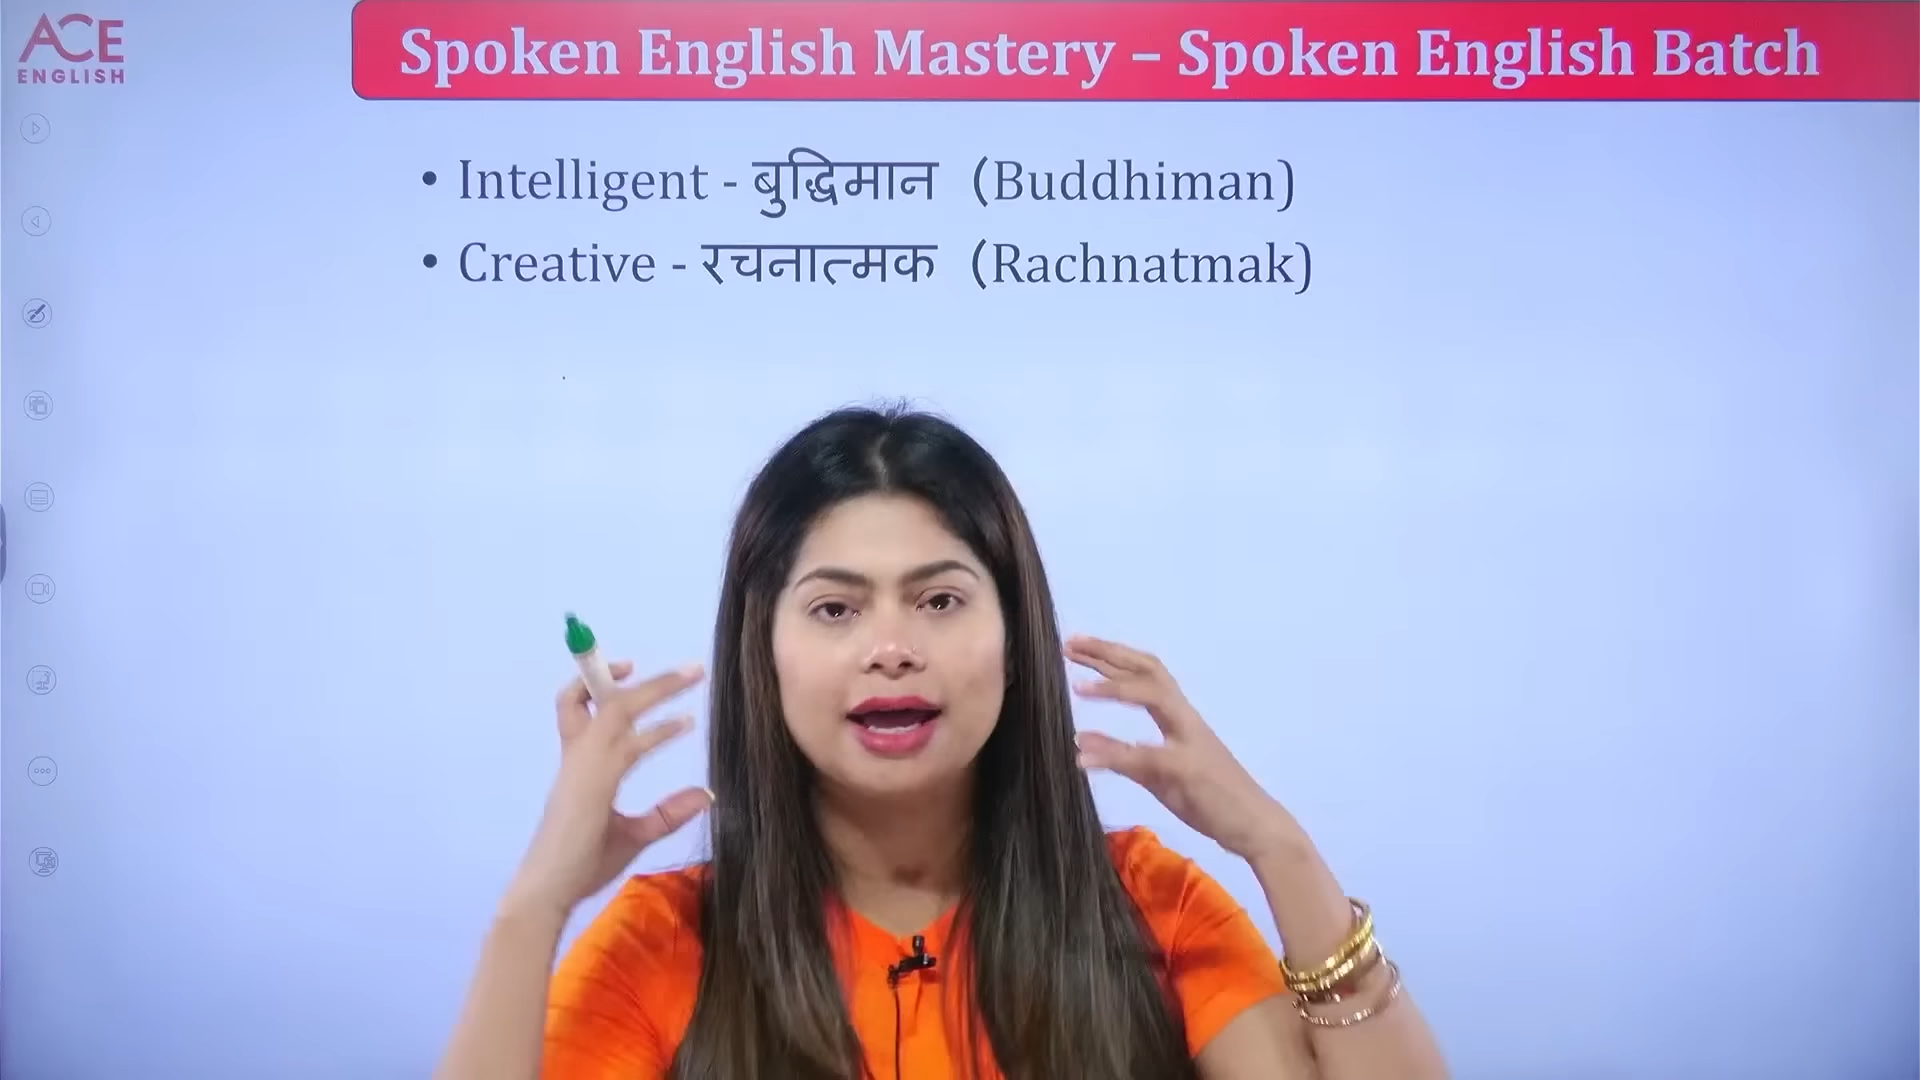 ACE
ENGLISH
Spoken English Mastery – Spoken English Batch
• Intelligent - बुद्धिमान (Buddhiman)
• Creative - रचनात्मक (Rachnatmak)